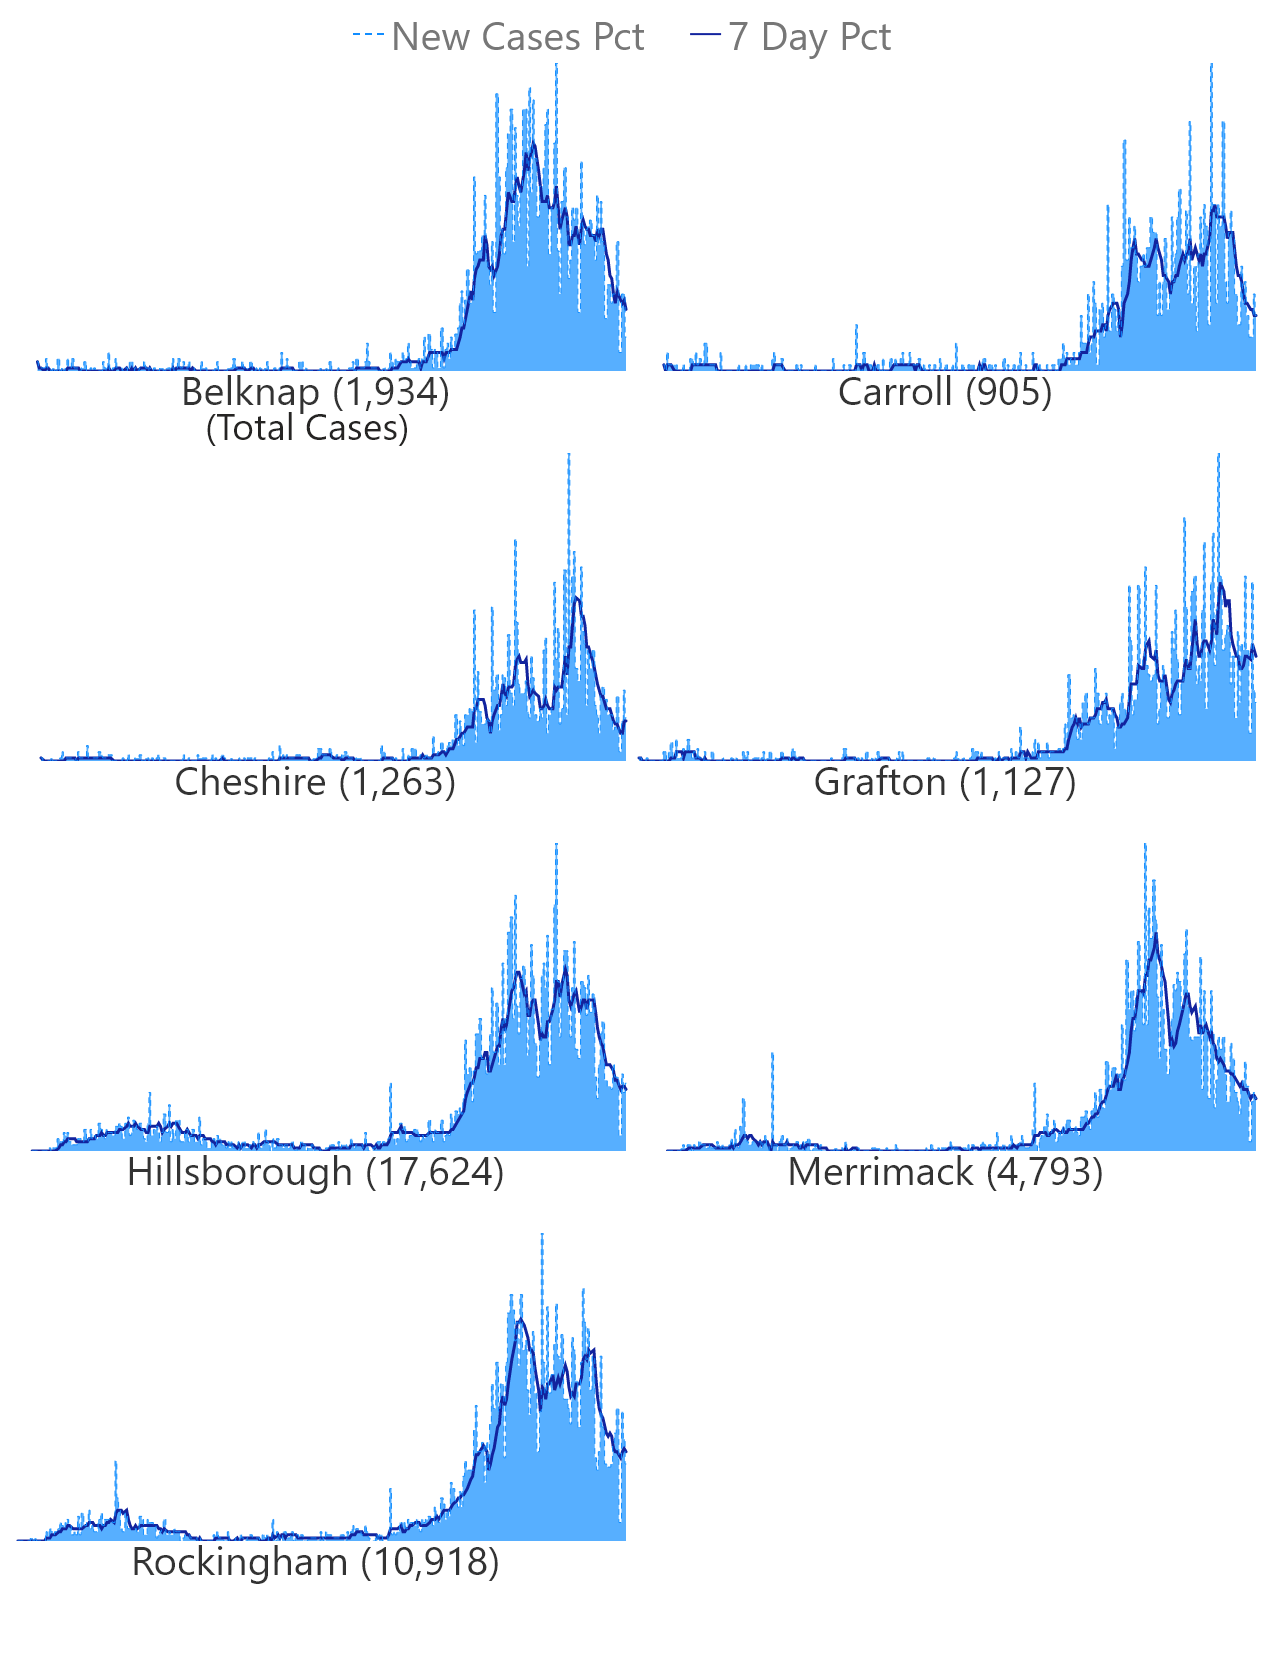 New Cases Pct 7 Day Pct
Belknap (1,934) Carroll (905)
(Total Cases)
Cheshire (1,263) Grafton (1,127)
Hillsborough (17,624) Merrimack (4,793)
Rockingham (10,918)